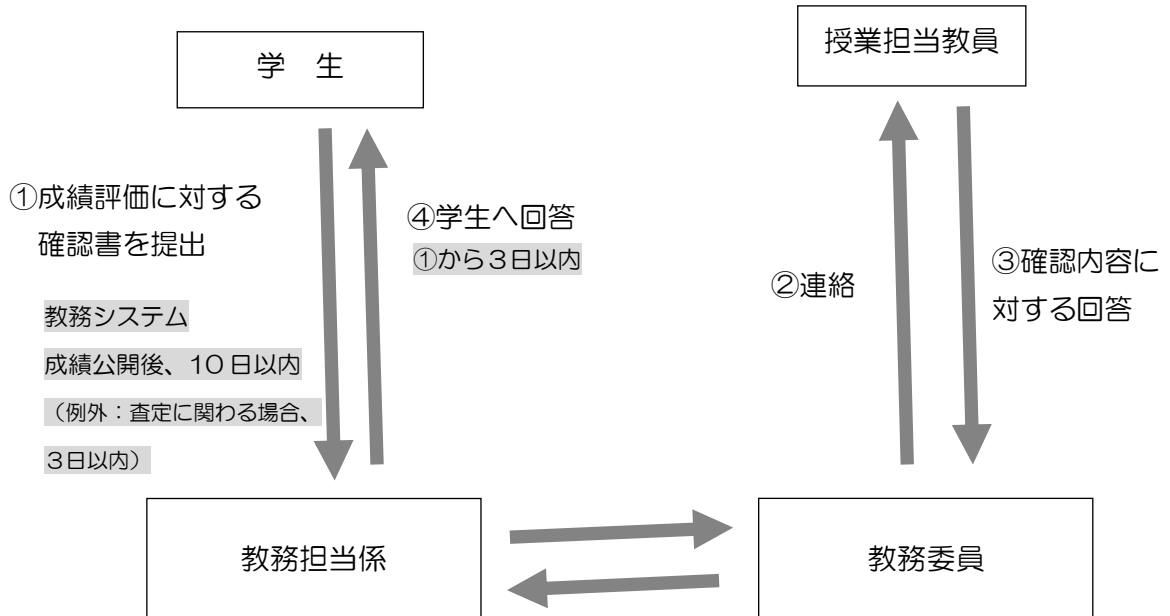 学　生
授業担当教員
①成績評価に対する
確認書を提出
教務システム
成績公開後、10日以内
（例外：査定に関わる場合、
3日以内）
④学生へ回答
①から3日以内
②連絡
③確認内容に
対する回答
教務担当係
教務委員